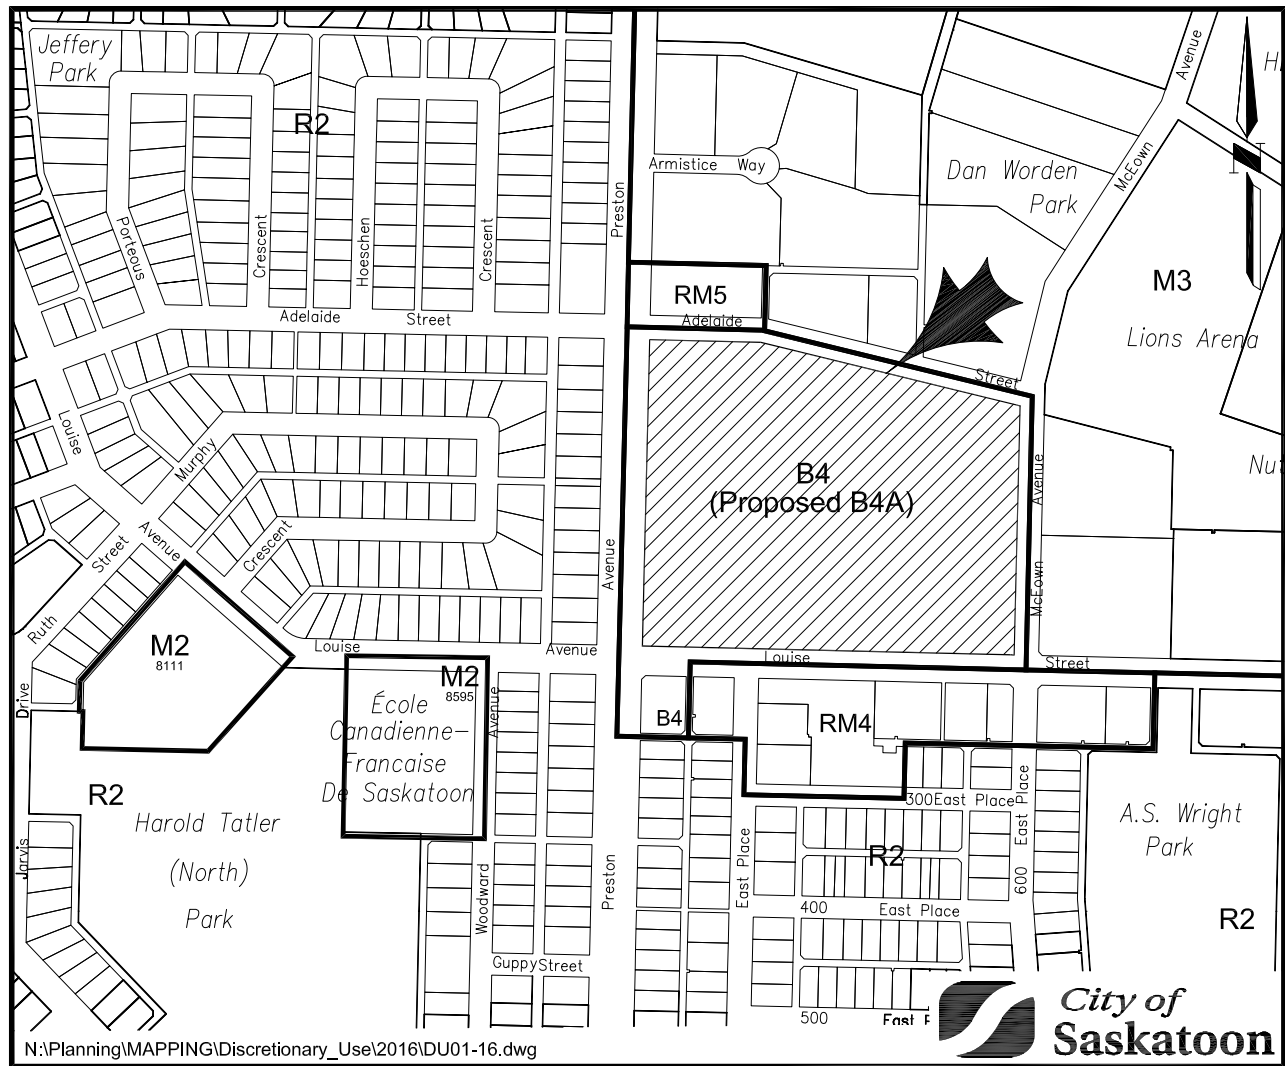 Jeffery
Park
R2
Porteous
Crescent
Hoeschen
Crescent
Preston
Adelaide
Street
Armistice Way
Dan Worden
Park
McEown
Avenue
M3
Lions Arena
RM5
Adelaide
Street
B4
(Proposed B4A)
Avenue
McEown
Louise
Street
Louise
Murphy
Avenue
Crescent
Street
Ruth
Drive
M2
8111
Louise
Avenue
Avenue
M2
8595
Avenue
École
Canadienne-
Francaise
De Saskatoon
B4
RM4
R2
Harold Tatler
(North)
Park
Jarvis
Woodward
Preston
Guppy Street
East Place
300 East Place
East Place
600
R2
400
East Place
500
A.S. Wright
Park
R2
City of
Saskatoon
N:\Planning\MAPPING\Discretionary_Use\2016\DU01-16.dwg